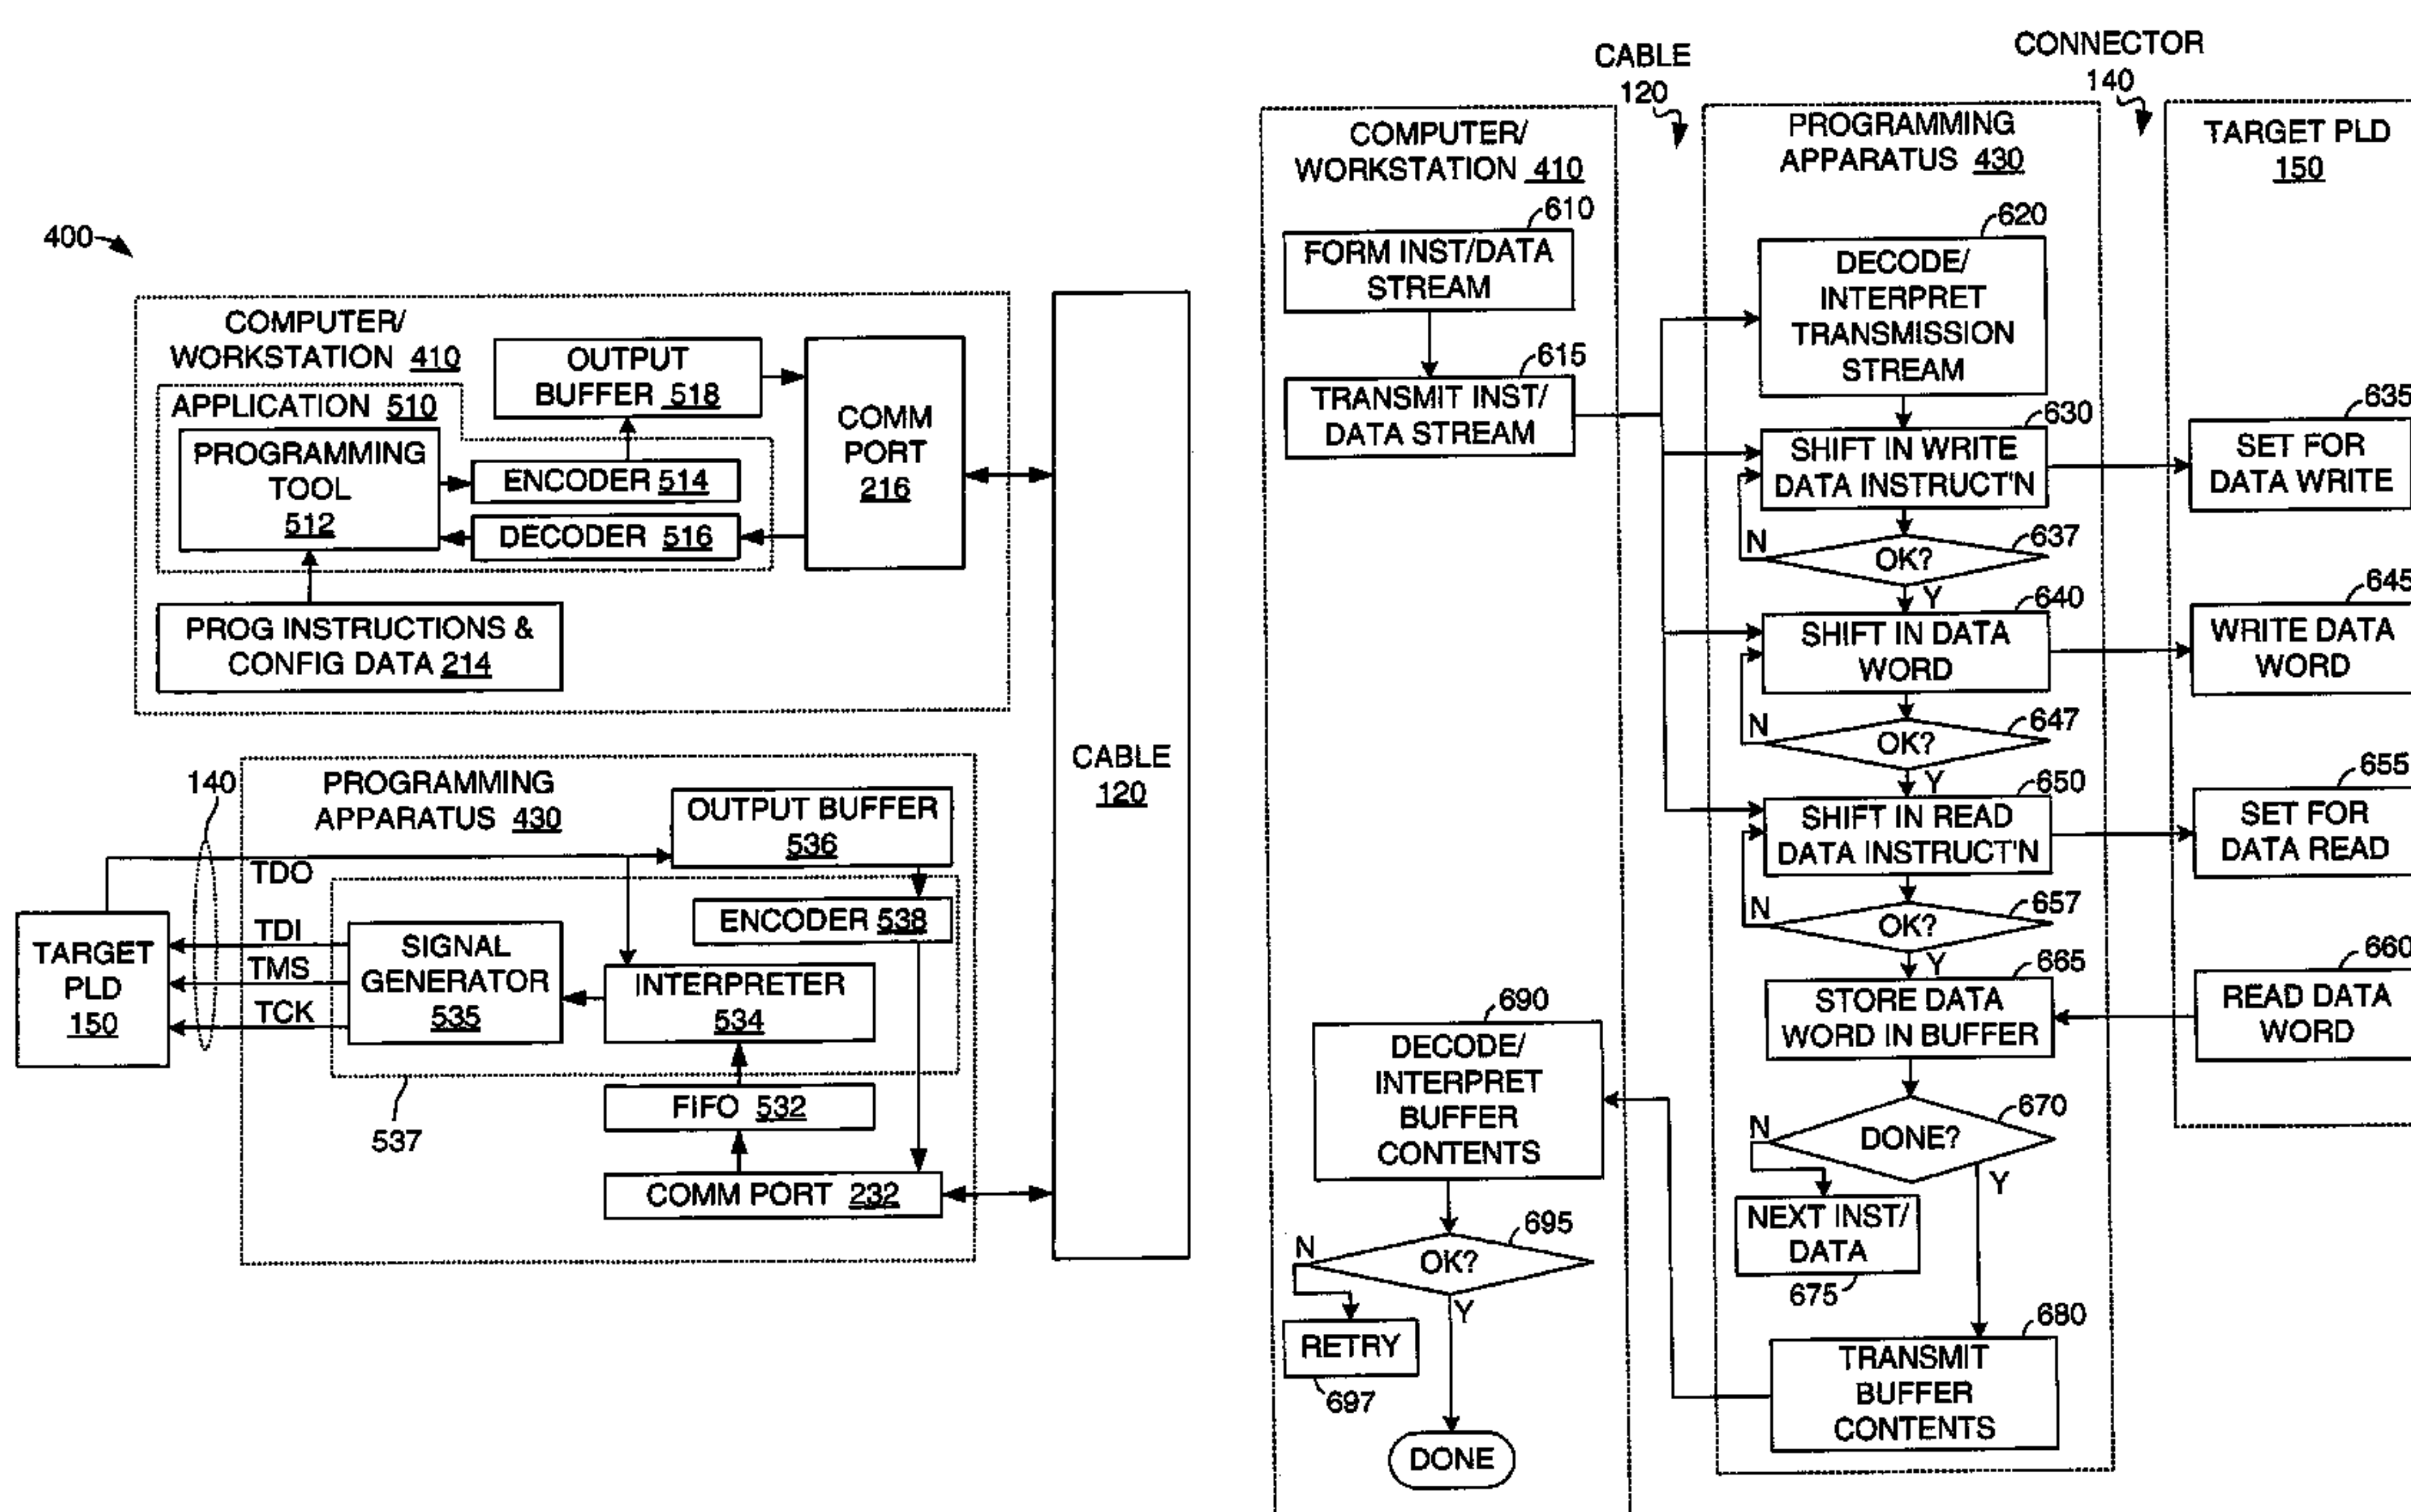 400
COMPUTER/
WORKSTATION 410
APPLICATION 510
PROGRAMMING
TOOL
512
OUTPUT
BUFFER 518
ENCODER 514
DECODER 516
COMM
PORT
216
PROG INSTRUCTIONS &
CONFIG DATA 214
CABLE
120
140
PROGRAMMING
APPARATUS 430
OUTPUT BUFFER
536
TDO
ENCODER 538
TARGET
PLD
150
TDI
TMS
TCK
SIGNAL
GENERATOR
535
INTERPRETER
534
537
FIFO 532
COMM PORT 232
CABLE
120
CONNECTOR
140
COMPUTER/
WORKSTATION 410
610
FORM INST/DATA
STREAM
615
TRANSMIT INST/
DATA STREAM
690
DECODE/
INTERPRET
BUFFER
CONTENTS
695
OK?
N
Y
RETRY
697
DONE
PROGRAMMING
APPARATUS 430
620
DECODE/
INTERPRET
TRANSMISSION
STREAM
630
SHIFT IN WRITE
DATA INSTRUCT'N
637
N
OK?
Y
640
SHIFT IN DATA
WORD
647
N
OK?
Y
650
SHIFT IN READ
DATA INSTRUCT'N
657
N
OK?
Y
665
STORE DATA
WORD IN BUFFER
670
N
DONE?
Y
NEXT INST/
DATA
675
680
TRANSMIT
BUFFER
CONTENTS
TARGET PLD
150
635
SET FOR
DATA WRITE
645
WRITE DATA
WORD
655
SET FOR
DATA READ
660
READ DATA
WORD